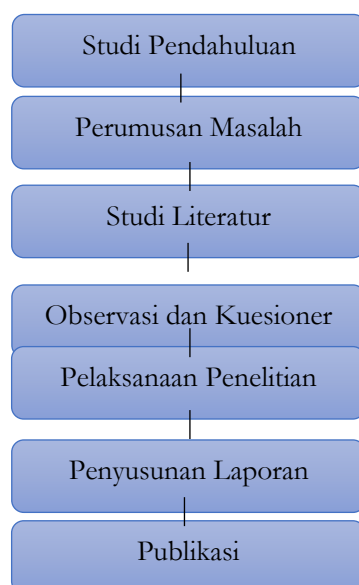 Studi Pendahuluan
Perumusan Masalah
Studi Literatur
Observasi dan Kuesioner
Pelaksanaan Penelitian
Penyusunan Laporan
Publikasi